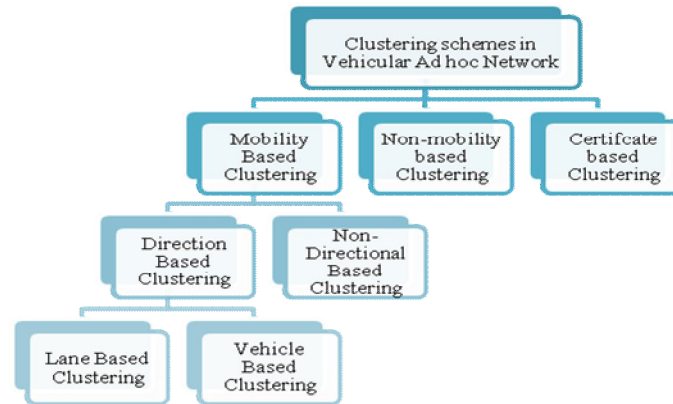 Clustering schemes in
Vehicular Ad hoc Network
Mobility
Based
Clustering
Non-mobility
based
Clustering
Certifcate
based
Clustering
Direction
Based
Clustering
Non-
Directional
Based
Clustering
Lane Based
Clustering
Vehicle
Based
Clustering